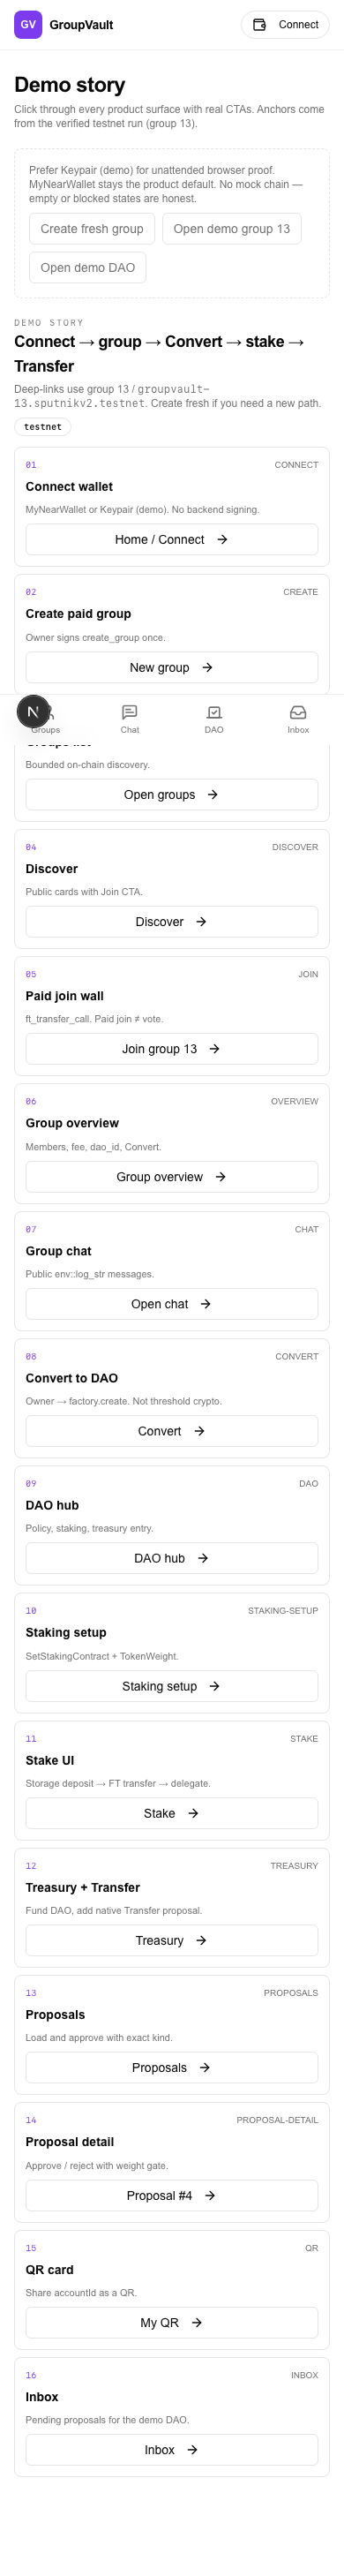 GV GroupVault
Connect
Demo story
Click through every product surface with real CTAs. Anchors come
from the verified testnet run (group 13).
Prefer Keypair (demo) for unattended browser proof.
MyNearWallet stays the product default. No mock chain —
empty or blocked states are honest.
Create fresh group
Open demo group 13
Open demo DAO
DEMO STORY
Connect → group → Convert → stake →
Transfer
Deep-links use group 13 / groupvault-
13.sputnikv2.testnet. Create fresh if you need a new path.
testnet
01 CONNECT
Connect wallet
MyNearWallet or Keypair (demo). No backend signing.
Home / Connect →
02 CREATE
Create paid group
Owner signs create_group once.
New group →
N
Groups
Chat
DAO
Inbox
Bounded on-chain discovery.
Open groups →
04 DISCOVER
Discover
Public cards with Join CTA.
Discover →
05 JOIN
Paid join wall
ft_transfer_call. Paid join ≠ vote.
Join group 13 →
06 OVERVIEW
Group overview
Members, fee, dao_id, Convert.
Group overview →
07 CHAT
Group chat
Public env::log_str messages.
Open chat →
08 CONVERT
Convert to DAO
Owner → factory.create. Not threshold crypto.
Convert →
09 DAO
DAO hub
Policy, staking, treasury entry.
DAO hub →
10 STAKING-SETUP
Staking setup
SetStakingContract + TokenWeight.
Staking setup →
11 STAKE
Stake UI
Storage deposit → FT transfer → delegate.
Stake →
12 TREASURY
Treasury + Transfer
Fund DAO, add native Transfer proposal.
Treasury →
13 PROPOSALS
Proposals
Load and approve with exact kind.
Proposals →
14 PROPOSAL-DETAIL
Proposal detail
Approve / reject with weight gate.
Proposal #4 →
15 QR
QR card
Share accountId as a QR.
My QR →
16 INBOX
Inbox
Pending proposals for the demo DAO.
Inbox →